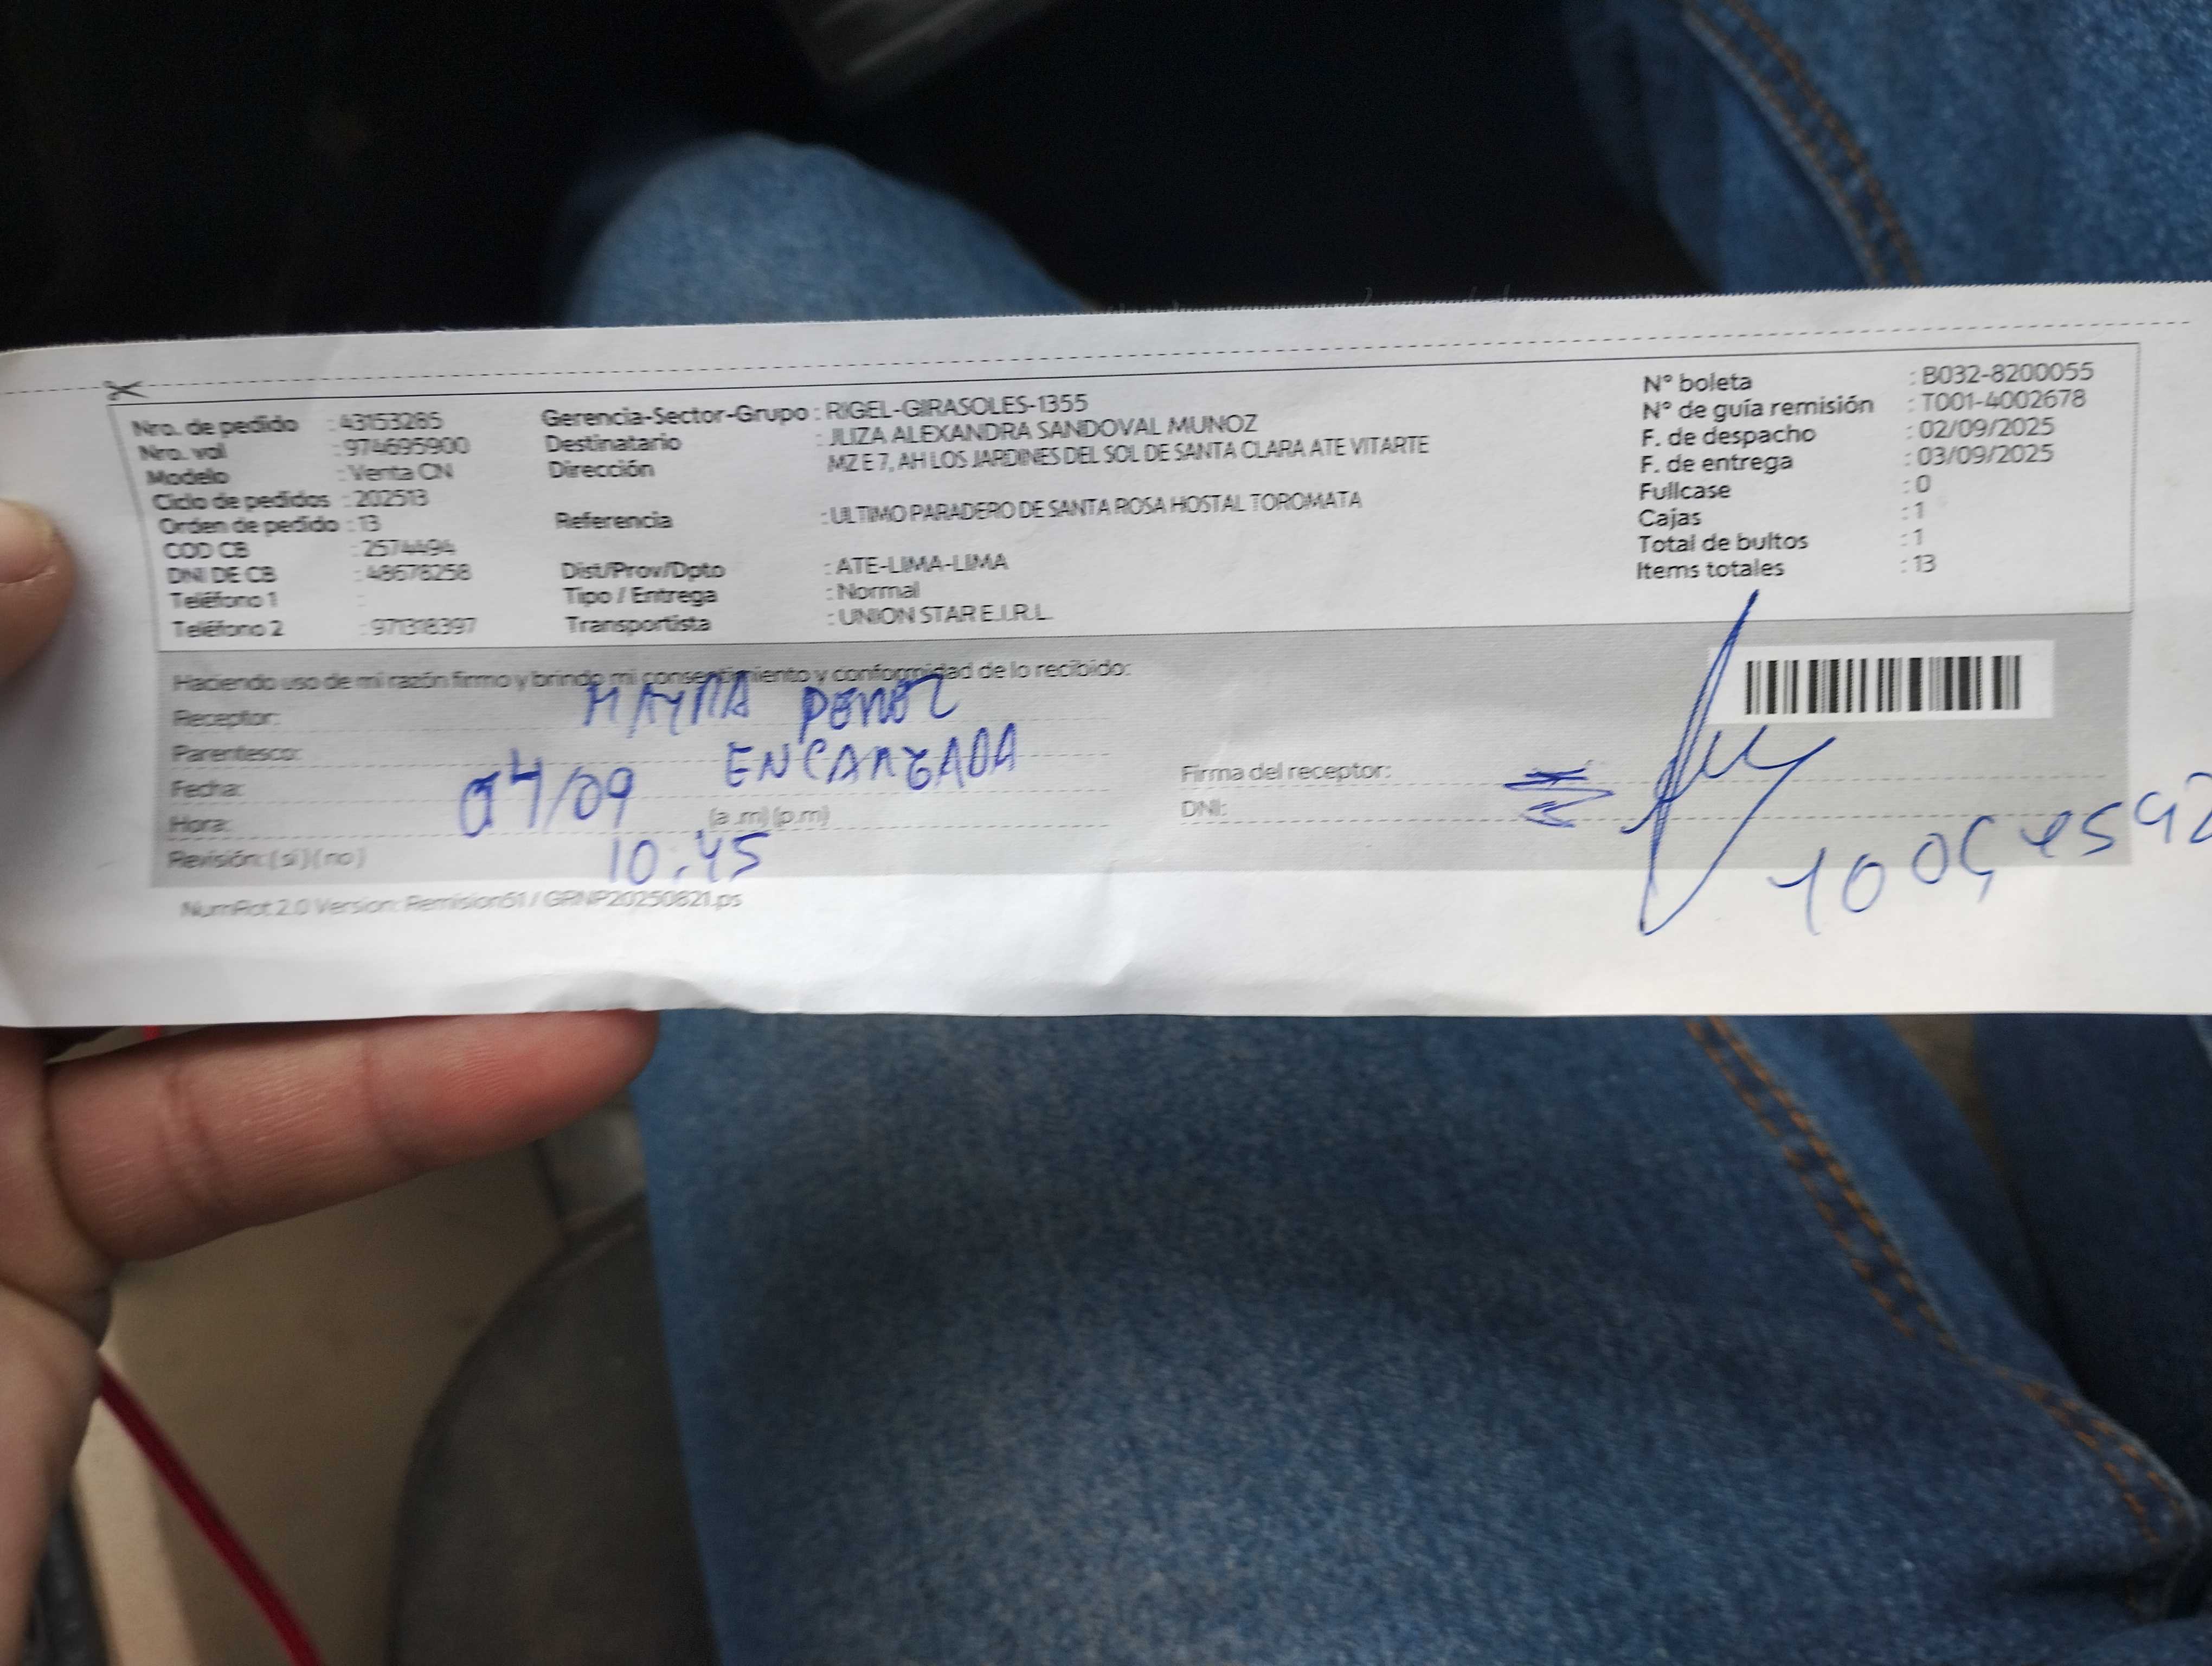 Nro. de pedido : 43153285
Nro. val : 974695900
Modelo : Venta CN
Ciclo de pedidos : 202513
Orden de pedido : 13
COD CB : 2574494
DNI DE CB : 48678258
Teléfono 1 :
Teléfono 2 : 971318397
Gerencia-Sector-Grupo : RIGEL-GIRASOLES-1355
Destinatario : JLIZA ALEXANDRA SANDOVAL MUNOZ
Dirección MZ E 7, AH LOS JARDINES DEL SOL DE SANTA CLARA ATE VITARTE
Referencia : ULTIMO PARADERO DE SANTA ROSA HOSTAL TOROMATA
Dist/Prov/Dpto : ATE-LIMA-LIMA
Tipo / Entrega : Normal
Transportista : UNION STAR E.I.R.L.
N° boleta : B032-8200055
N° de guía remisión : T001-4002678
F. de despacho : 02/09/2025
F. de entrega : 03/09/2025
Fullcase : 0
Cajas : 1
Total de bultos : 1
Items totales : 13
Haciendo uso de mi razón firmo y brindo mi consentimiento y conformidad de lo recibido:
Receptor: MAYRA
Parentesco: ENCARGADA
Fecha: 04/09
Hora: (a.m) (p.m)
10:45
Revisión: ( si ) ( no )
Firma del receptor:
DNI:
NumRot 2.0 Version: Remision61 / GRNP20250821.ps